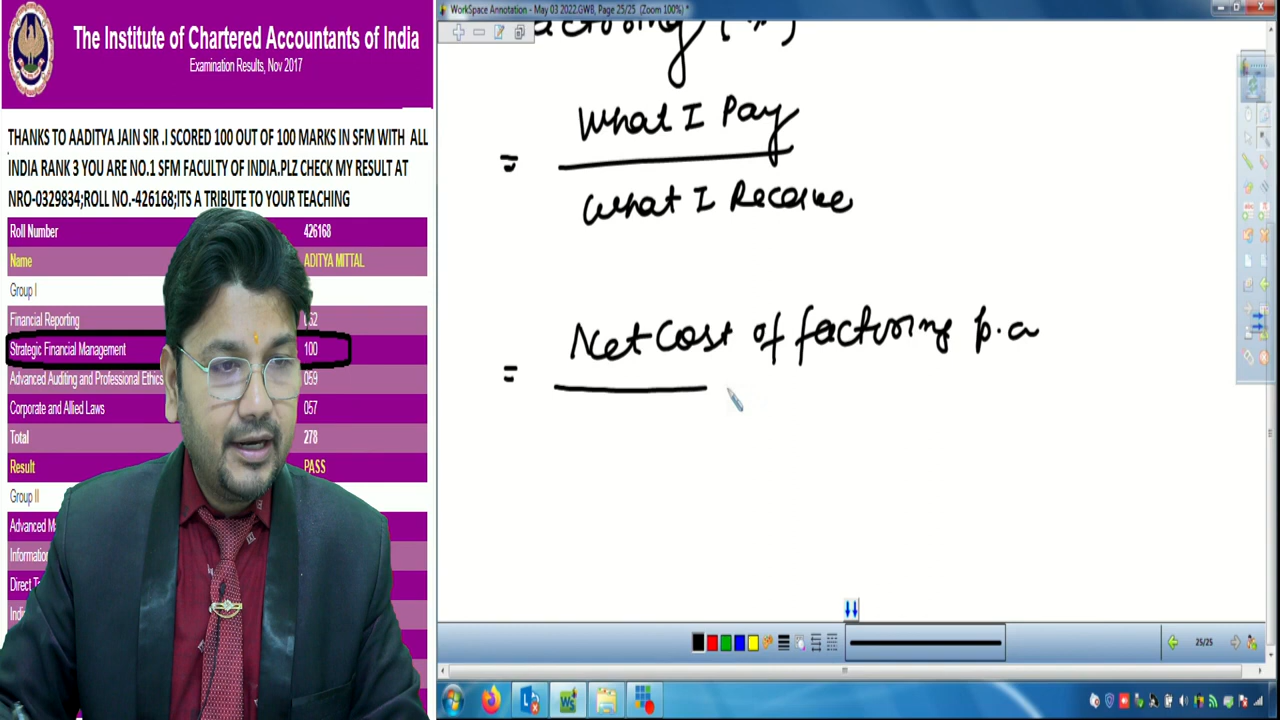 The Institute of Chartered Accountants of India
Examination Results, Nov 2017
THANKS TO AADITYA JAIN SIR .I SCORED 100 OUT OF 100 MARKS IN SFM WITH ALL
INDIA RANK 3 YOU ARE NO.1 SFM FACULTY OF INDIA.PLZ CHECK MY RESULT AT
NRO-0329834;ROLL NO.-426168;ITS A TRIBUTE TO YOUR TEACHING
Roll Number 426168
Name ADITYA MITTAL
Group I
Financial Reporting
Strategic Financial Management 100
Advanced Auditing and Professional Ethics 059
Corporate and Allied Laws 057
Total 278
Result PASS
Group II
Advanced M
Information
Direct T
Indi
WorkSpace Annotation - May 03 2022.GWB, Page 25/25 (Zoom 100%) *
actoring (%)
= What I Pay
What I Receive
= Net Cost of factoring p.a
25/25